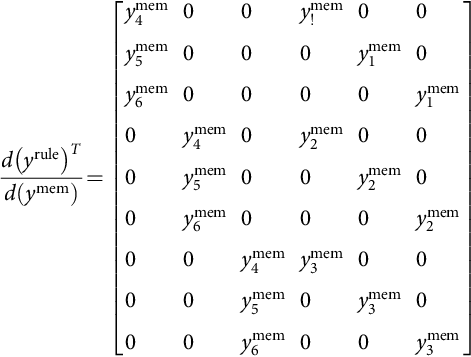 y_4^mem 0 0 y_!^mem 0 0
y_5^mem 0 0 0 y_1^mem 0
y_6^mem 0 0 0 0 y_1^mem
0 y_4^mem 0 y_2^mem 0 0
d(y^rule)^T / d(y^mem) = 0 y_5^mem 0 0 y_2^mem 0
0 y_6^mem 0 0 0 y_2^mem
0 0 y_4^mem y_3^mem 0 0
0 0 y_5^mem 0 y_3^mem 0
0 0 y_6^mem 0 0 y_3^mem